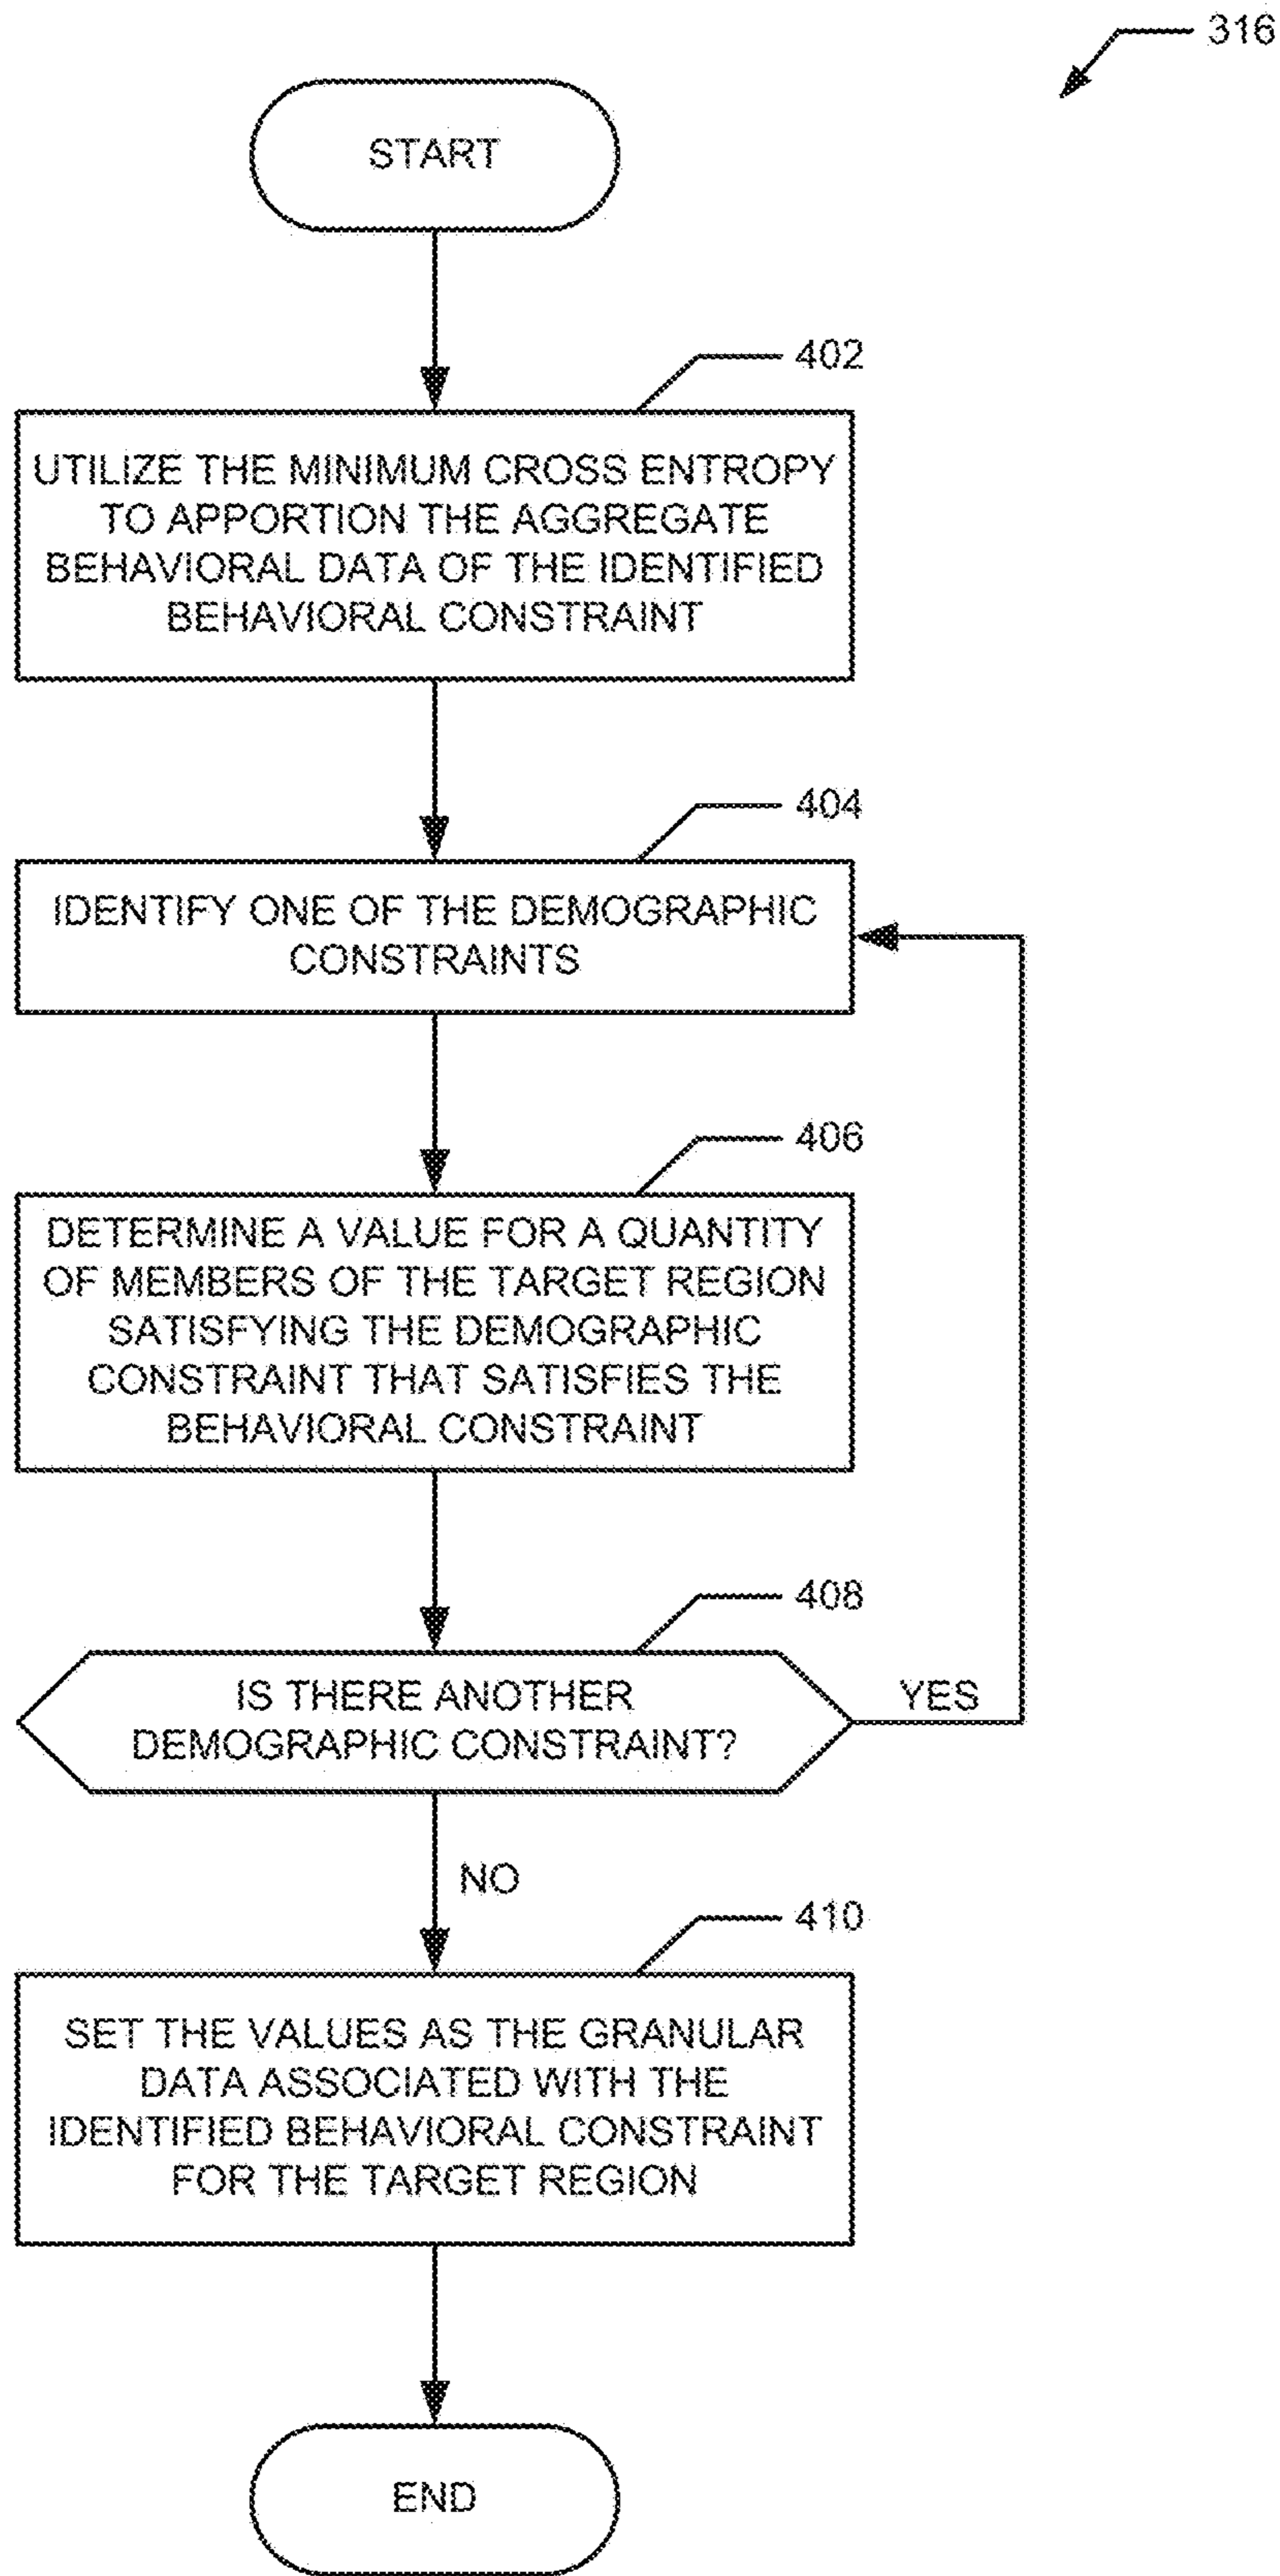 316
START
402
UTILIZE THE MINIMUM CROSS ENTROPY
TO APPORTION THE AGGREGATE
BEHAVIORAL DATA OF THE IDENTIFIED
BEHAVIORAL CONSTRAINT
404
IDENTIFY ONE OF THE DEMOGRAPHIC
CONSTRAINTS
406
DETERMINE A VALUE FOR A QUANTITY
OF MEMBERS OF THE TARGET REGION
SATISFYING THE DEMOGRAPHIC
CONSTRAINT THAT SATISFIES THE
BEHAVIORAL CONSTRAINT
408
IS THERE ANOTHER
DEMOGRAPHIC CONSTRAINT?
YES
NO
410
SET THE VALUES AS THE GRANULAR
DATA ASSOCIATED WITH THE
IDENTIFIED BEHAVIORAL CONSTRAINT
FOR THE TARGET REGION
END